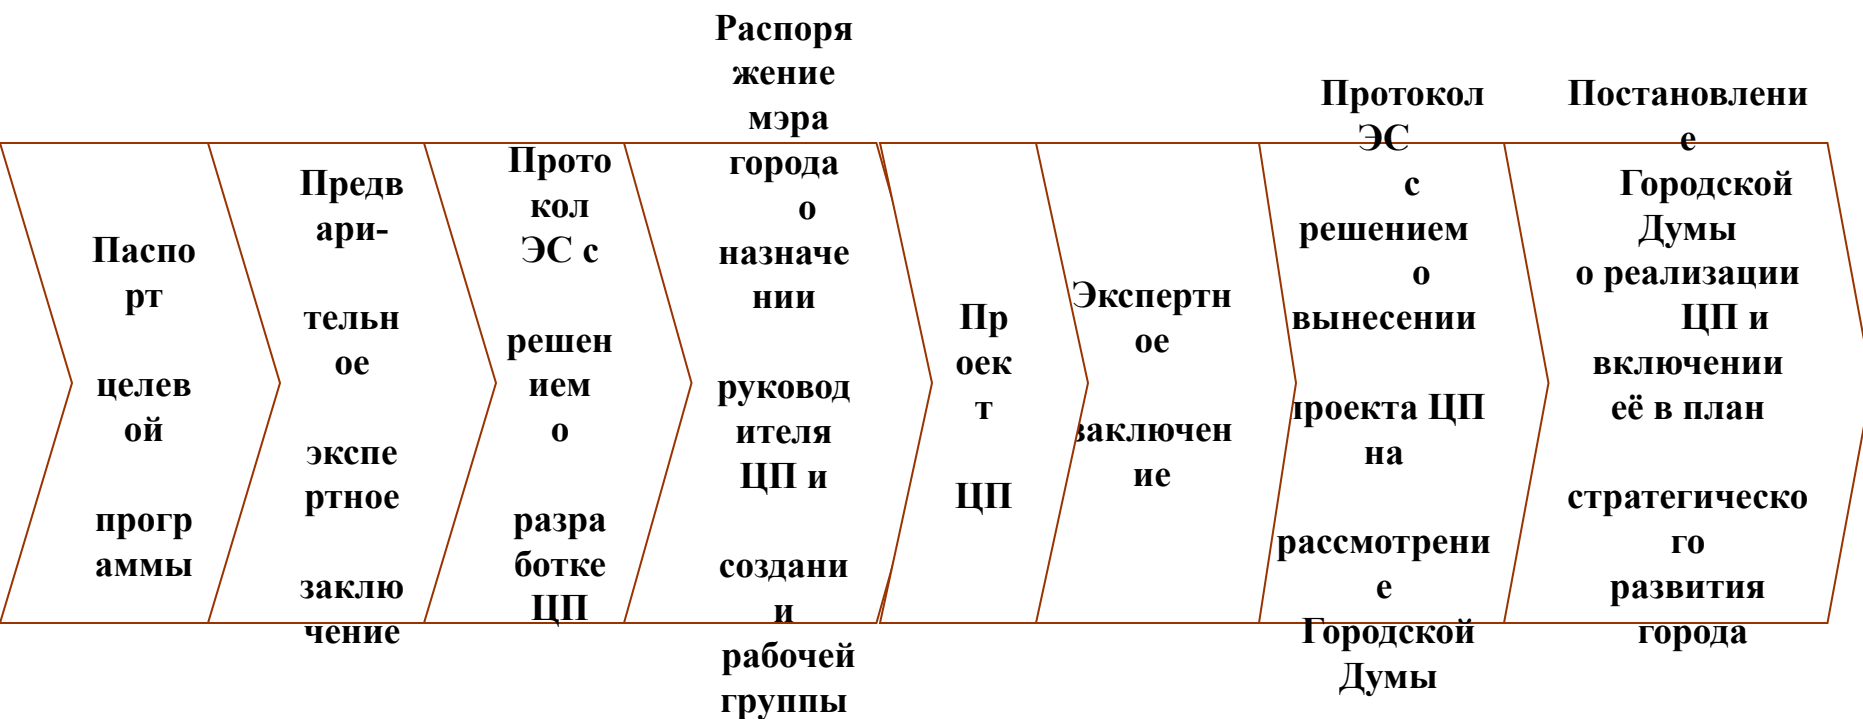 Паспо
рт
целев
ой
прогр
аммы
Предв
ари-
тельн
ое
экспе
ртное
заклю
чение
Прото
кол
ЭС с
решен
ием
о
разра
ботке
ЦП
Распоря
жение
мэра
города
о
назначе
нии
руковод
ителя
ЦП и
создани
и
рабочей
группы
Пр
оек
т
ЦП
Экспертн
ое
заключен
ие
Протокол
ЭС
с
решением
о
вынесении
проекта ЦП
на
рассмотрени
е
Городской
Думы
Постановлени
е
Городской
Думы
о реализации
ЦП и
включении
её в план
стратегическо
го
развития
города